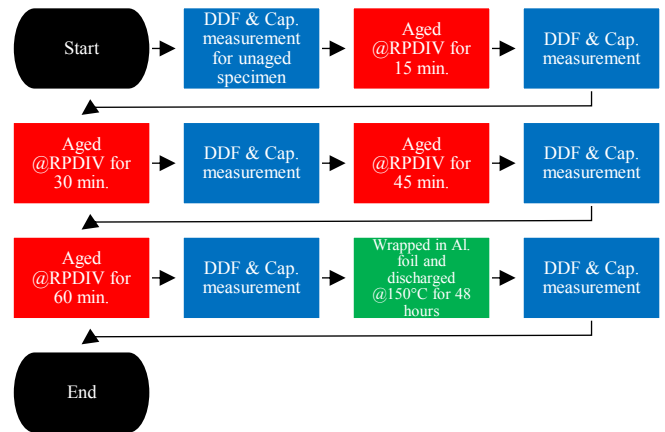 Start
DDF & Cap.
measurement
for unaged
specimen
Aged
@RPDIV for
15 min.
DDF & Cap.
measurement
Aged
@RPDIV for
30 min.
DDF & Cap.
measurement
Aged
@RPDIV for
45 min.
DDF & Cap.
measurement
Aged
@RPDIV for
60 min.
DDF & Cap.
measurement
Wrapped in Al.
foil and
discharged
@150°C for 48
hours
DDF & Cap.
measurement
End